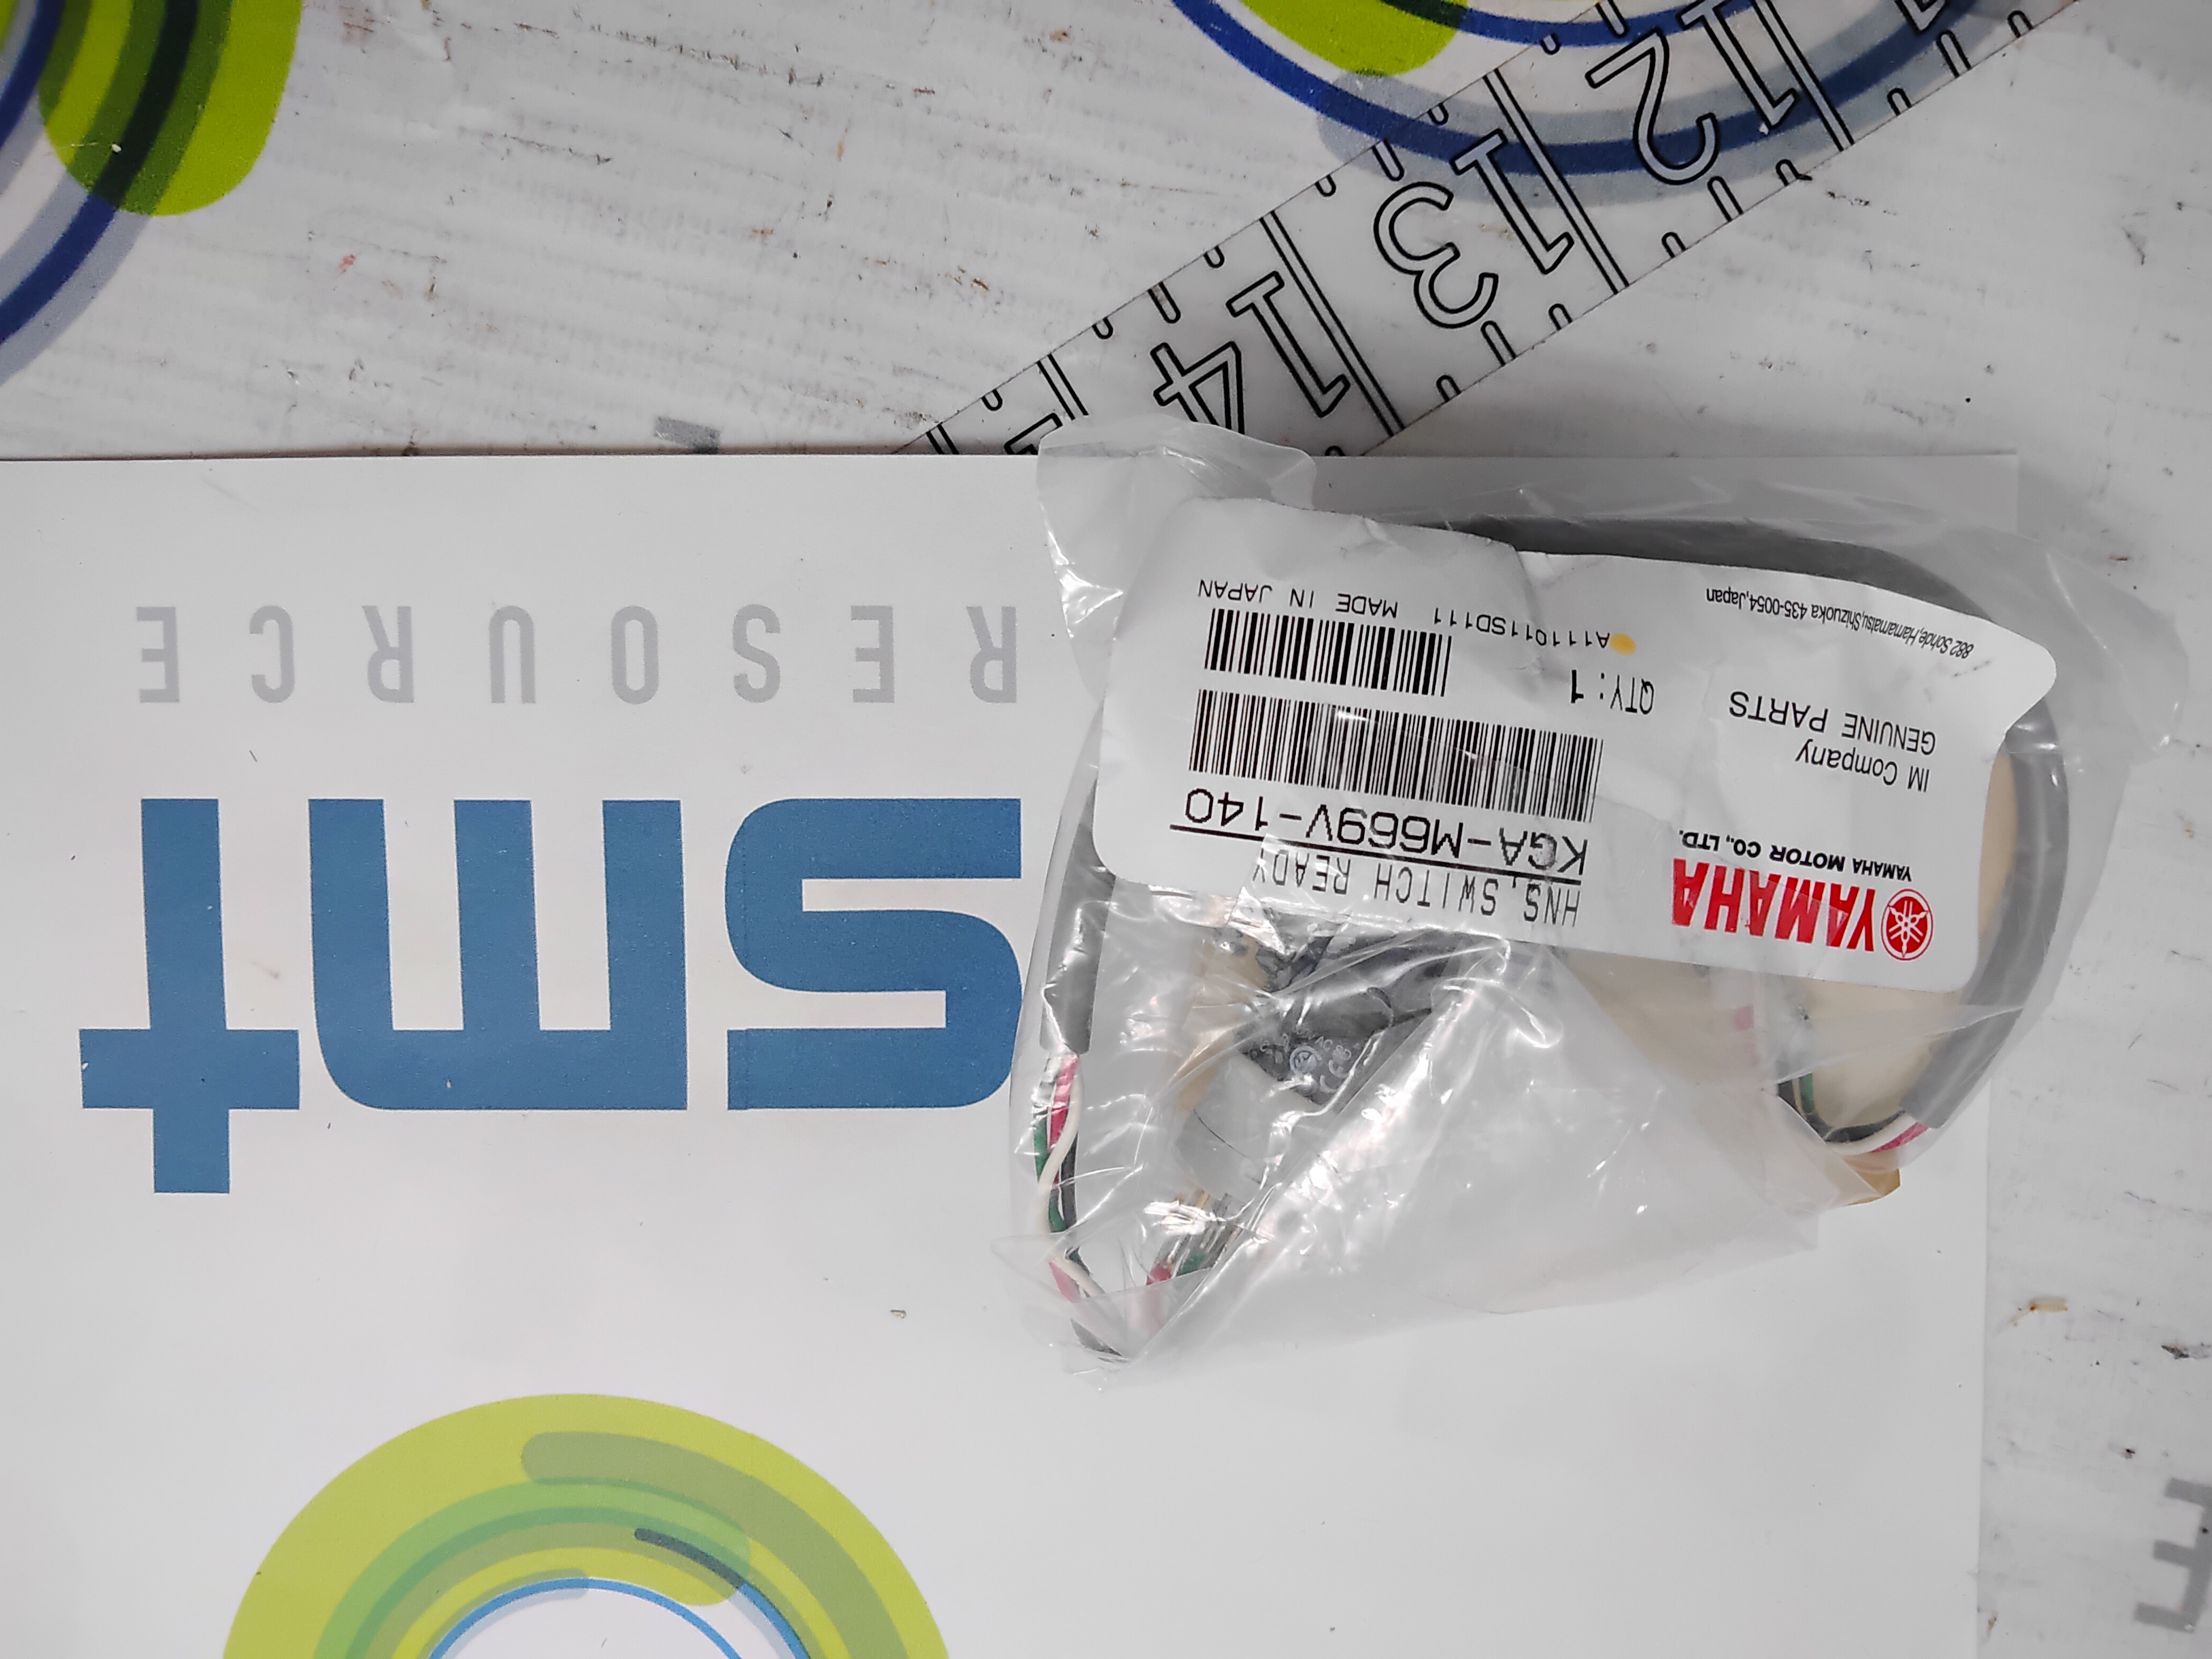 YAMAHA
YAMAHA MOTOR CO., LTD.
IM Company
GENUINE PARTS
882 Sohde,Hamamatsu,Shizuoka 435-0054,Japan
HNS, SWITCH READY
KGA-M669V-140
QTY: 1
A111011SD111 MADE IN JAPAN
smt
RESOURCE
12
13
14